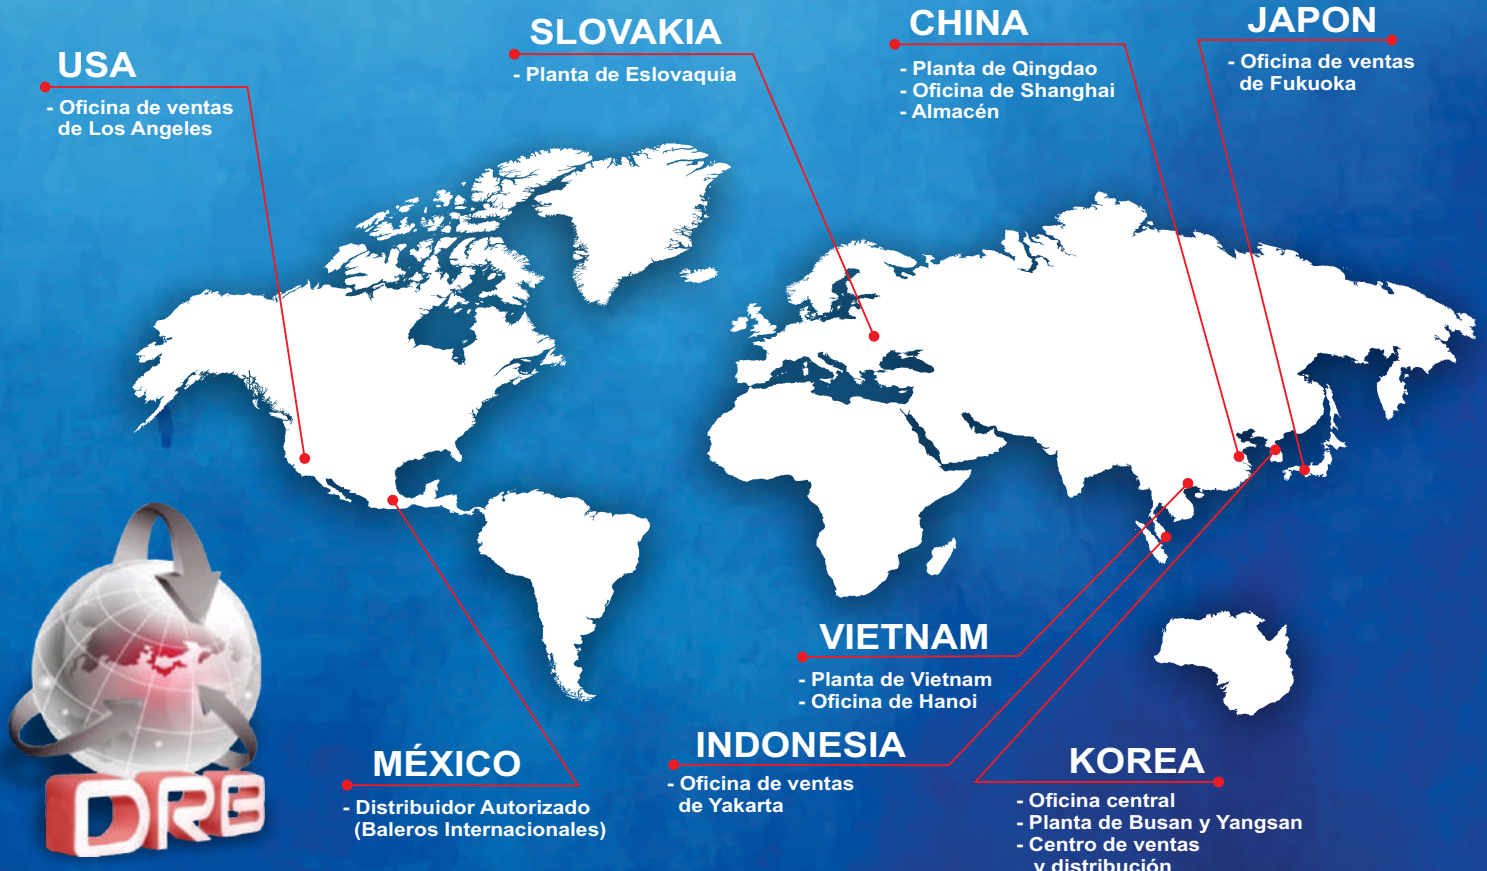 USA
- Oficina de ventas
de Los Angeles
SLOVAKIA
- Planta de Eslovaquia
CHINA
- Planta de Qingdao
- Oficina de Shanghai
- Almacén
JAPON
- Oficina de ventas
de Fukuoka
VIETNAM
- Planta de Vietnam
- Oficina de Hanoi
MÉXICO
- Distribuidor Autorizado
(Baleros Internacionales)
INDONESIA
- Oficina de ventas
de Yakarta
KOREA
- Oficina central
- Planta de Busan y Yangsan
- Centro de ventas
y distribución
DRB